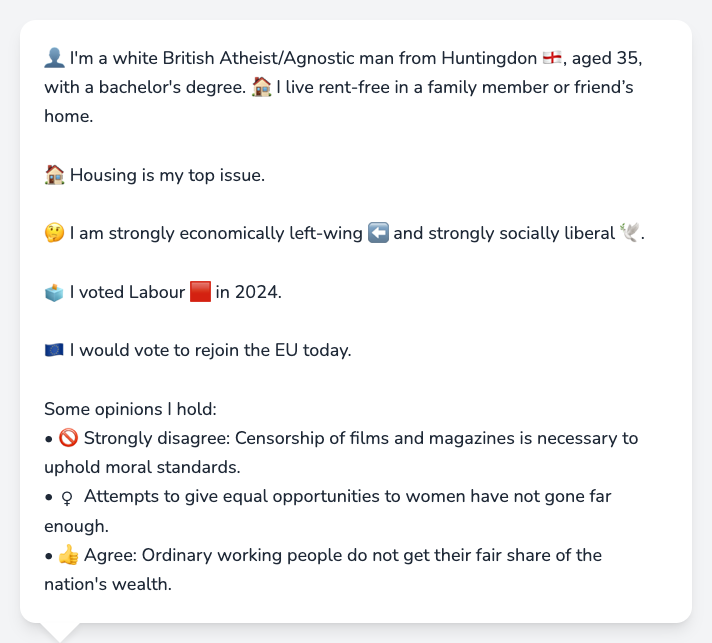 👤 I'm a white British Atheist/Agnostic man from Huntingdon 🏴󠁧󠁢󠁥󠁮󠁧󠁿, aged 35,
with a bachelor's degree. 🏠 I live rent-free in a family member or friend’s
home.
🏠 Housing is my top issue.
🤔 I am strongly economically left-wing ⬅️ and strongly socially liberal 🕊️.
🗳️ I voted Labour 🟥 in 2024.
🇪🇺 I would vote to rejoin the EU today.
Some opinions I hold:
• 🚫 Strongly disagree: Censorship of films and magazines is necessary to
uphold moral standards.
• ♀ Attempts to give equal opportunities to women have not gone far
enough.
• 👍 Agree: Ordinary working people do not get their fair share of the
nation's wealth.